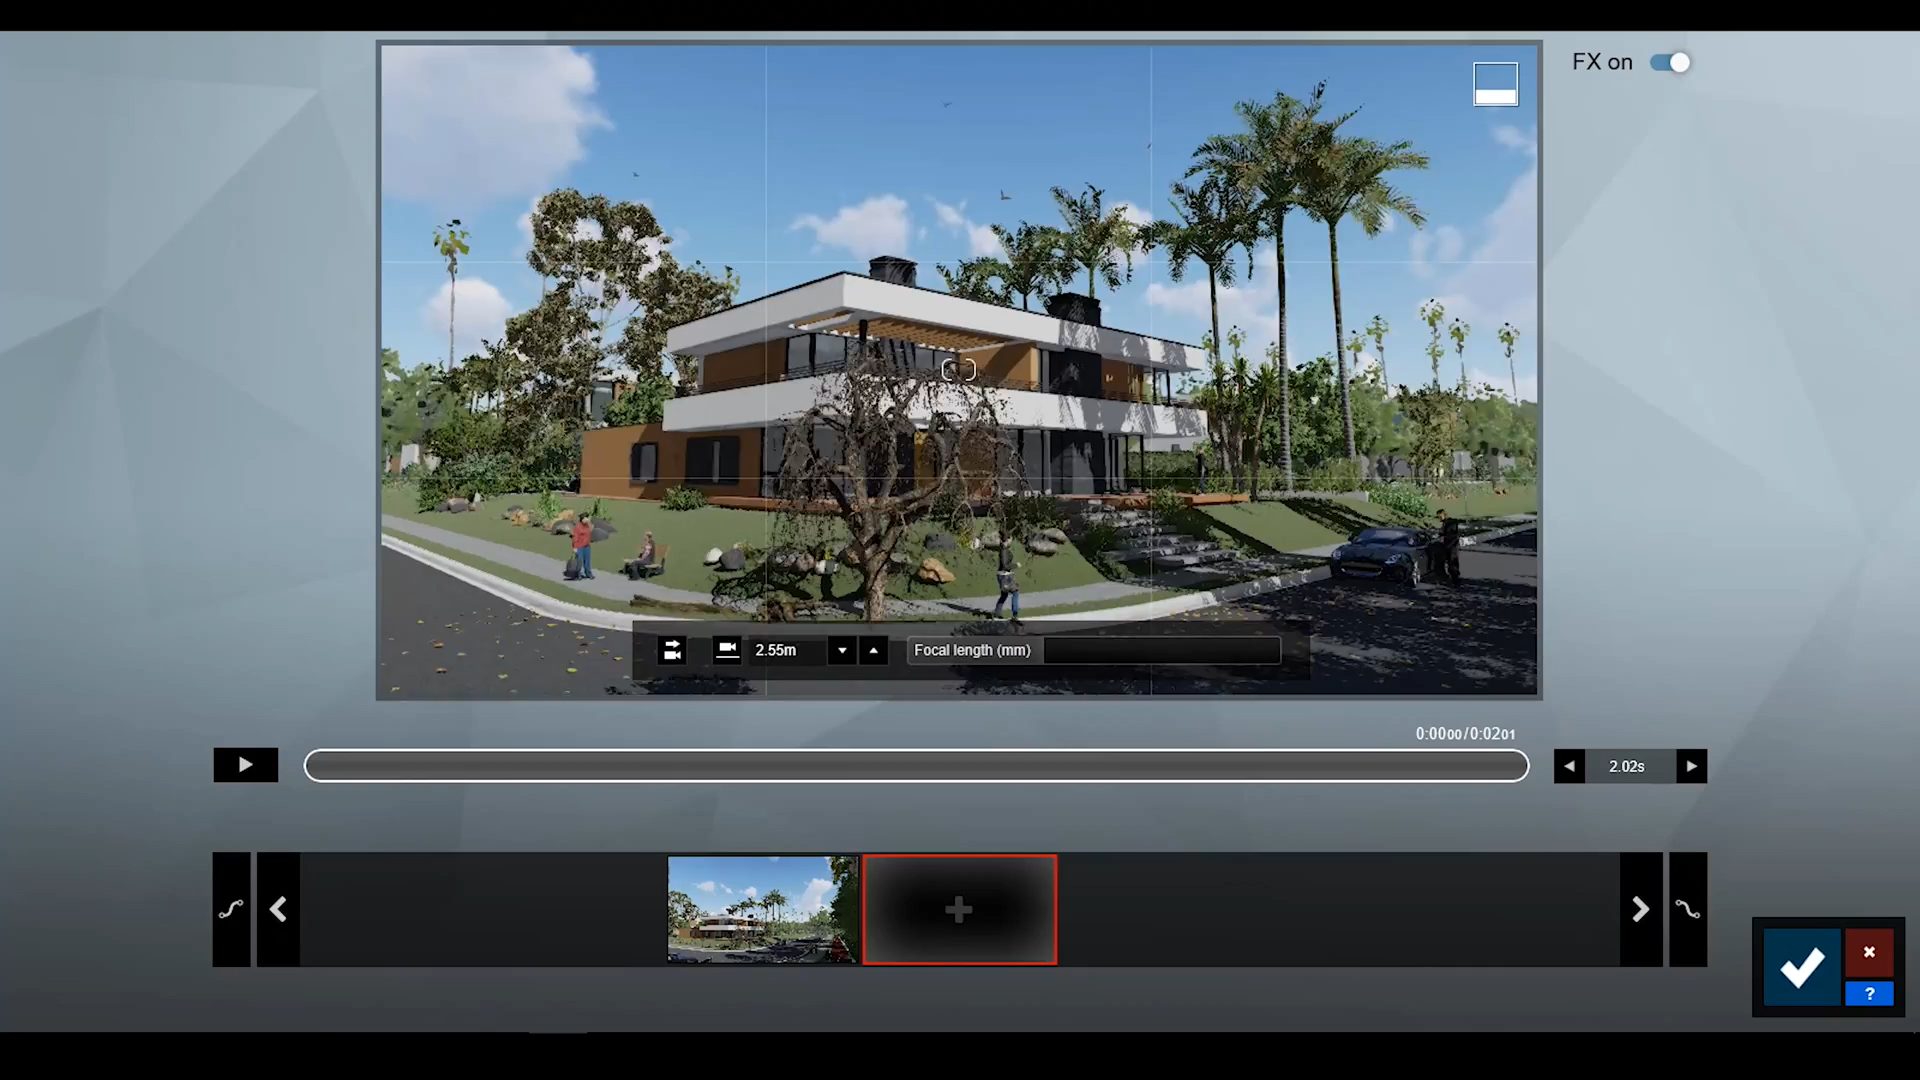 FX on
2.55m
Focal length (mm)
0:0000/0:0201
2.02s
?